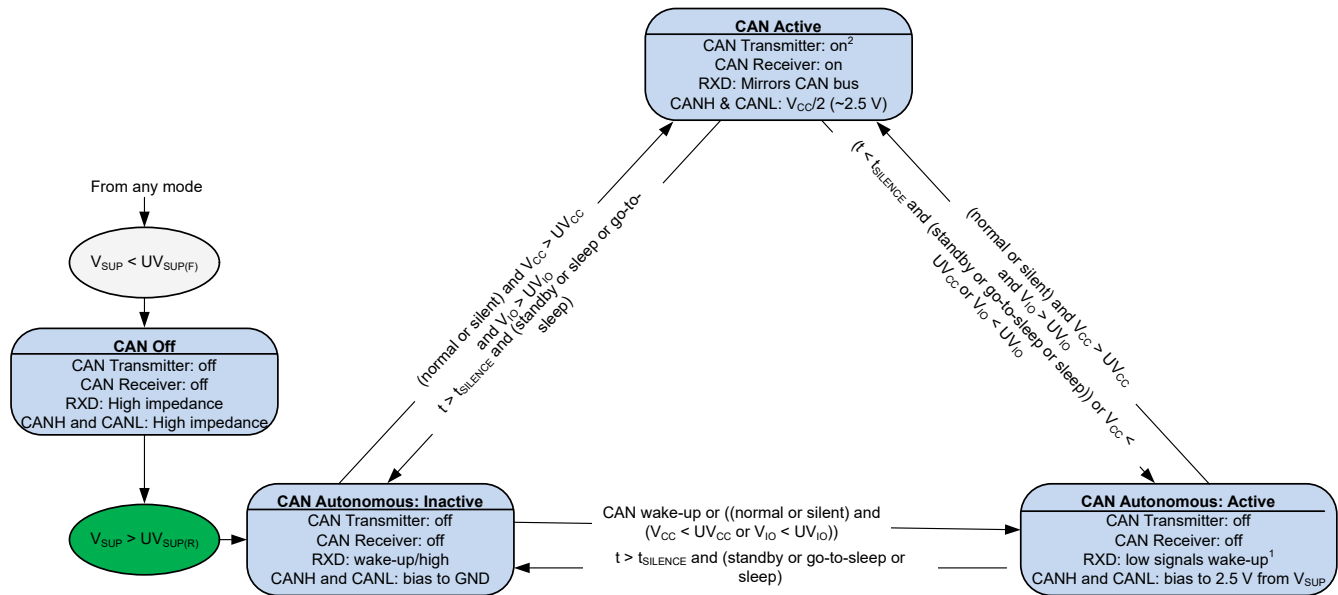 CAN Active
CAN Transmitter: on²
CAN Receiver: on
RXD: Mirrors CAN bus
CANH & CANL: VCC/2 (~2.5 V)
From any mode
VSUP < UVSUP(F)
CAN Off
CAN Transmitter: off
CAN Receiver: off
RXD: High impedance
CANH and CANL: High impedance
VSUP > UVSUP(R)
(normal or silent) and VCC > UVCC
and VIO > UVIO
t > tSILENCE and (standby or sleep or go-to-
sleep)
(normal or silent) and VCC > UVCC
and VIO > UVIO
(t < tSILENCE and (standby or go-to-sleep or sleep)) or VCC <
UVCC or VIO < UVIO
CAN Autonomous: Inactive
CAN Transmitter: off
CAN Receiver: off
RXD: wake-up/high
CANH and CANL: bias to GND
CAN wake-up or ((normal or silent) and
(VCC < UVCC or VIO < UVIO))
t > tSILENCE and (standby or go-to-sleep or
sleep)
CAN Autonomous: Active
CAN Transmitter: off
CAN Receiver: off
RXD: low signals wake-up¹
CANH and CANL: bias to 2.5 V from VSUP